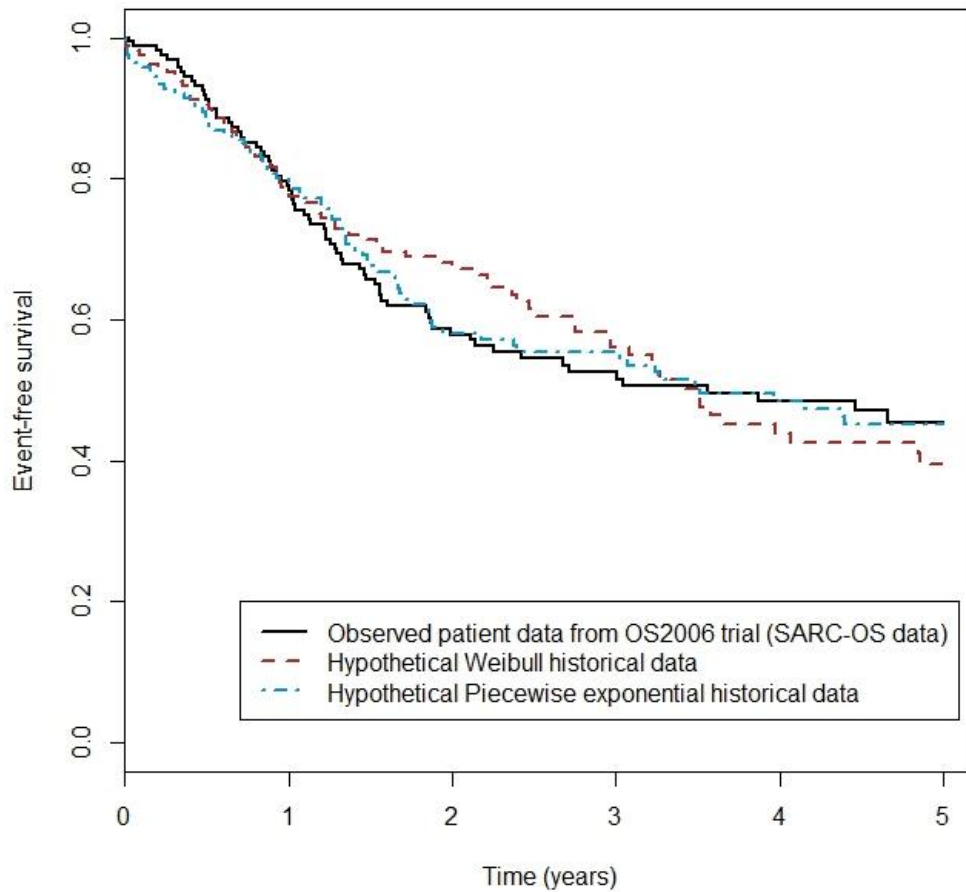 Event-free survival
1.0
0.8
0.6
0.4
0.2
0.0
Observed patient data from OS2006 trial (SARC-OS data)
Hypothetical Weibull historical data
Hypothetical Piecewise exponential historical data
0 1 2 3 4 5
Time (years)